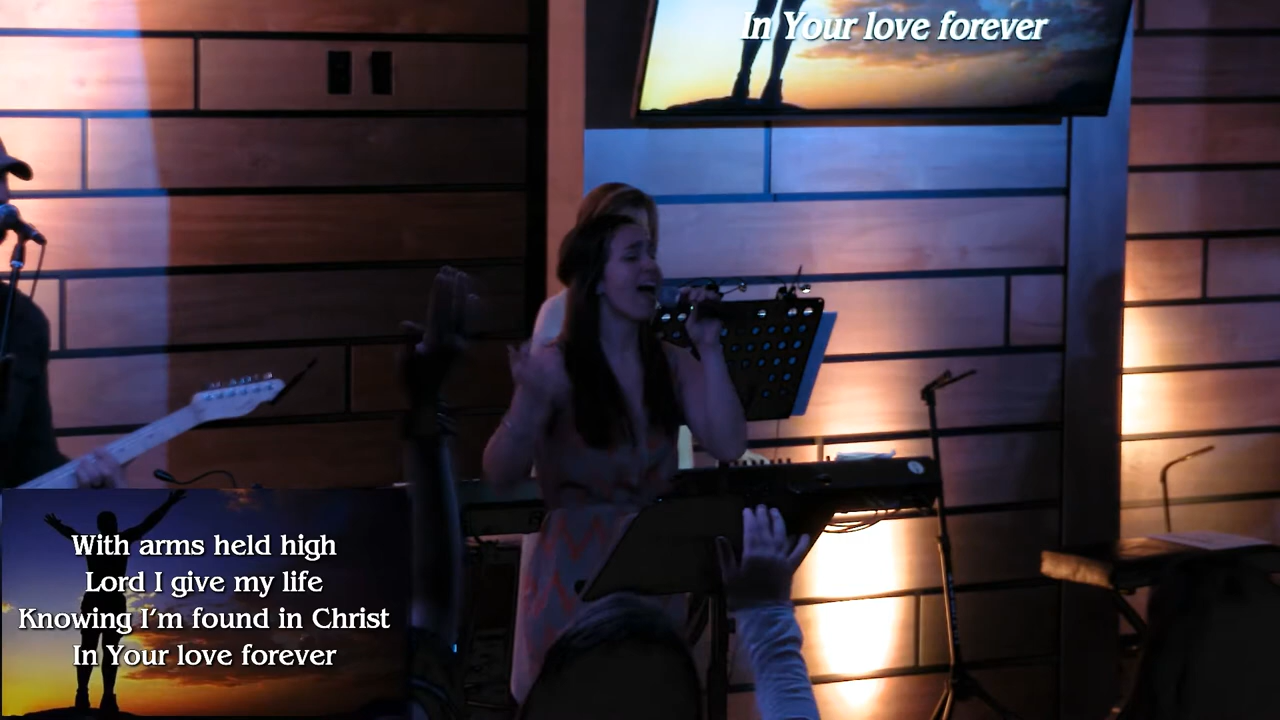 In Your love forever
With arms held high
Lord I give my life
Knowing I'm found in Christ
In Your love forever